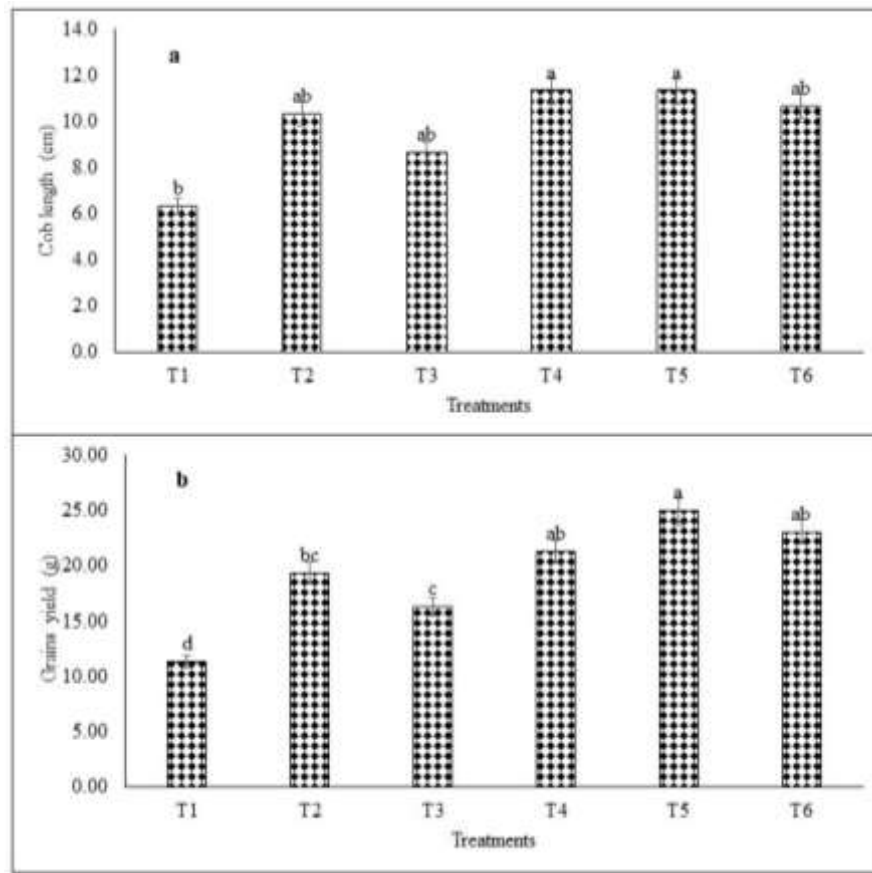 14.0
a
12.0
10.0
8.0
6.0
4.0
2.0
0.0
Cob length (cm)
b
ab
ab
a
a
ab
T1 T2 T3 T4 T5 T6
Treatments
30.00
b
25.00
20.00
15.00
10.00
5.00
0.00
Grains yield (g)
d
bc
c
ab
a
ab
T1 T2 T3 T4 T5 T6
Treatments